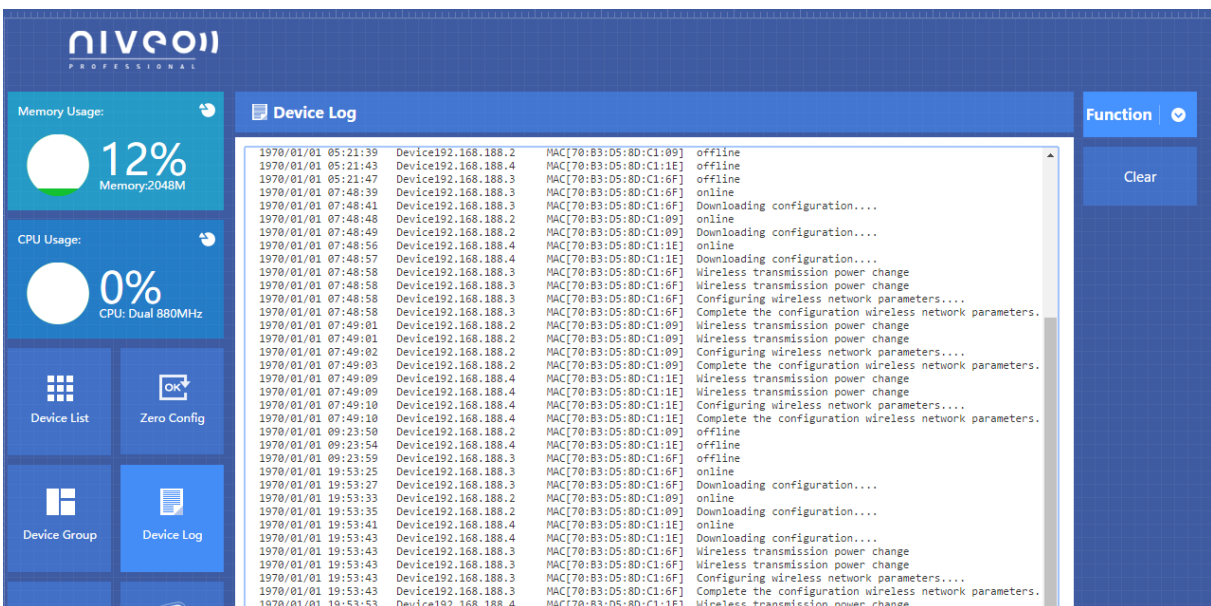 NIVEO
PROFESSIONAL
Memory Usage:
12%
Memory:2048M
CPU Usage:
0%
CPU: Dual 880MHz
Device List
Zero Config
OK
Device Group
Device Log
Device Log
1970/01/01 05:21:39 Device192.168.188.2 MAC[70:B3:D5:8D:C1:09] offline
1970/01/01 05:21:43 Device192.168.188.4 MAC[70:B3:D5:8D:C1:1E] offline
1970/01/01 05:21:47 Device192.168.188.3 MAC[70:B3:D5:8D:C1:6F] offline
1970/01/01 07:48:39 Device192.168.188.3 MAC[70:B3:D5:8D:C1:6F] online
1970/01/01 07:48:41 Device192.168.188.3 MAC[70:B3:D5:8D:C1:6F] Downloading configuration....
1970/01/01 07:48:48 Device192.168.188.2 MAC[70:B3:D5:8D:C1:09] online
1970/01/01 07:48:49 Device192.168.188.2 MAC[70:B3:D5:8D:C1:09] Downloading configuration....
1970/01/01 07:48:56 Device192.168.188.4 MAC[70:B3:D5:8D:C1:1E] online
1970/01/01 07:48:57 Device192.168.188.4 MAC[70:B3:D5:8D:C1:1E] Downloading configuration....
1970/01/01 07:48:58 Device192.168.188.3 MAC[70:B3:D5:8D:C1:6F] Wireless transmission power change
1970/01/01 07:48:58 Device192.168.188.3 MAC[70:B3:D5:8D:C1:6F] Wireless transmission power change
1970/01/01 07:48:58 Device192.168.188.3 MAC[70:B3:D5:8D:C1:6F] Configuring wireless network parameters....
1970/01/01 07:48:58 Device192.168.188.3 MAC[70:B3:D5:8D:C1:6F] Complete the configuration wireless network parameters.
1970/01/01 07:49:01 Device192.168.188.2 MAC[70:B3:D5:8D:C1:09] Wireless transmission power change
1970/01/01 07:49:01 Device192.168.188.2 MAC[70:B3:D5:8D:C1:09] Wireless transmission power change
1970/01/01 07:49:02 Device192.168.188.2 MAC[70:B3:D5:8D:C1:09] Configuring wireless network parameters....
1970/01/01 07:49:03 Device192.168.188.2 MAC[70:B3:D5:8D:C1:09] Complete the configuration wireless network parameters.
1970/01/01 07:49:09 Device192.168.188.4 MAC[70:B3:D5:8D:C1:1E] Wireless transmission power change
1970/01/01 07:49:09 Device192.168.188.4 MAC[70:B3:D5:8D:C1:1E] Wireless transmission power change
1970/01/01 07:49:10 Device192.168.188.4 MAC[70:B3:D5:8D:C1:1E] Configuring wireless network parameters....
1970/01/01 07:49:10 Device192.168.188.4 MAC[70:B3:D5:8D:C1:1E] Complete the configuration wireless network parameters.
1970/01/01 09:23:50 Device192.168.188.2 MAC[70:B3:D5:8D:C1:09] offline
1970/01/01 09:23:54 Device192.168.188.4 MAC[70:B3:D5:8D:C1:1E] offline
1970/01/01 09:23:59 Device192.168.188.3 MAC[70:B3:D5:8D:C1:6F] offline
1970/01/01 19:53:25 Device192.168.188.3 MAC[70:B3:D5:8D:C1:6F] online
1970/01/01 19:53:27 Device192.168.188.3 MAC[70:B3:D5:8D:C1:6F] Downloading configuration....
1970/01/01 19:53:33 Device192.168.188.2 MAC[70:B3:D5:8D:C1:09] online
1970/01/01 19:53:35 Device192.168.188.2 MAC[70:B3:D5:8D:C1:09] Downloading configuration....
1970/01/01 19:53:41 Device192.168.188.4 MAC[70:B3:D5:8D:C1:1E] online
1970/01/01 19:53:43 Device192.168.188.4 MAC[70:B3:D5:8D:C1:1E] Downloading configuration....
1970/01/01 19:53:43 Device192.168.188.3 MAC[70:B3:D5:8D:C1:6F] Wireless transmission power change
1970/01/01 19:53:43 Device192.168.188.3 MAC[70:B3:D5:8D:C1:6F] Wireless transmission power change
1970/01/01 19:53:43 Device192.168.188.3 MAC[70:B3:D5:8D:C1:6F] Configuring wireless network parameters....
1970/01/01 19:53:43 Device192.168.188.3 MAC[70:B3:D5:8D:C1:6F] Complete the configuration wireless network parameters.
1970/01/01 19:53:53 Device192.168.188.4 MAC[70:B3:D5:8D:C1:1E] Wireless transmission power change
Function
Clear